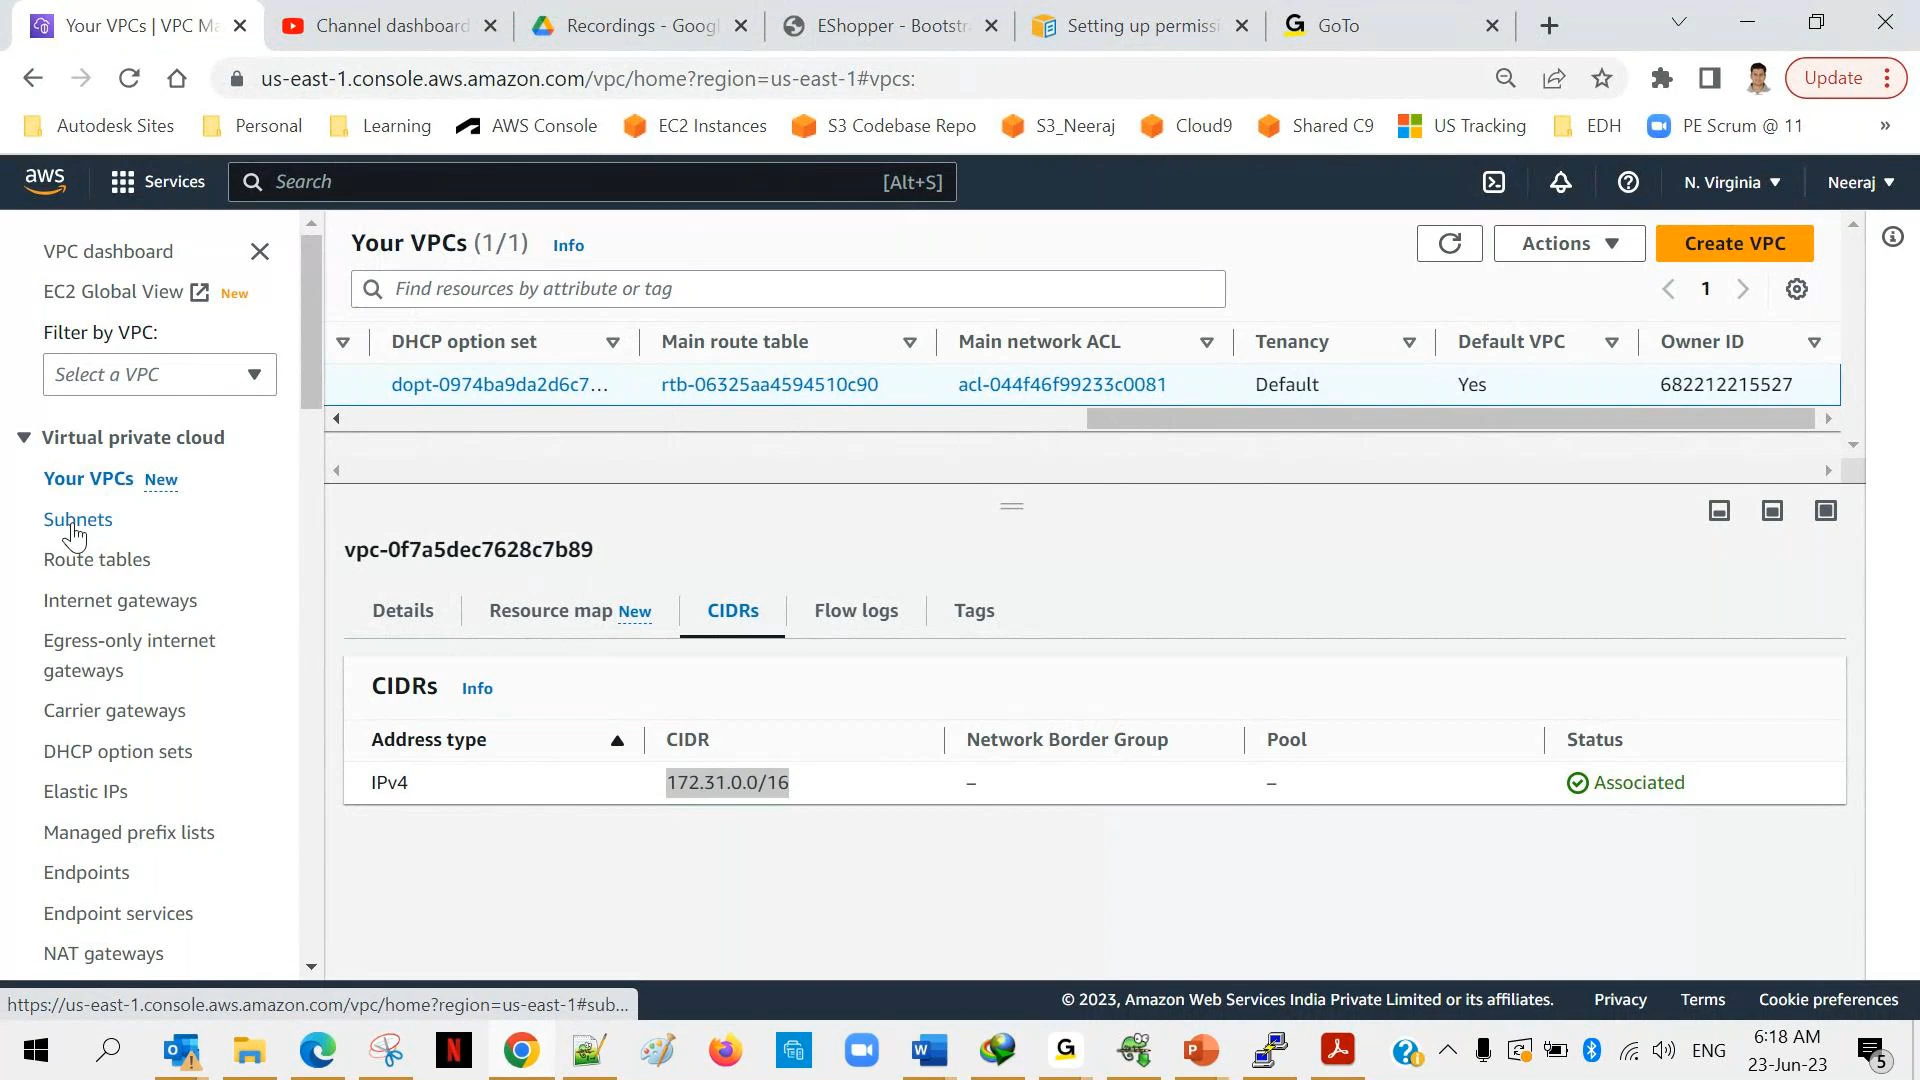 Your VPCs | VPC Ma
Channel dashboard
Recordings - Googl
EShopper - Bootstr
Setting up permissi
GoTo
us-east-1.console.aws.amazon.com/vpc/home?region=us-east-1#vpcs:
Update
Autodesk Sites
Personal
Learning
AWS Console
EC2 Instances
S3 Codebase Repo
S3_Neeraj
Cloud9
Shared C9
US Tracking
EDH
PE Scrum @ 11
»
aws
Services
Search
[Alt+S]
N. Virginia
Neeraj
VPC dashboard
EC2 Global View New
Filter by VPC:
Select a VPC
Virtual private cloud
Your VPCs New
Subnets
Route tables
Internet gateways
Egress-only internet
gateways
Carrier gateways
DHCP option sets
Elastic IPs
Managed prefix lists
Endpoints
Endpoint services
NAT gateways
Your VPCs (1/1) Info
Actions
Create VPC
Find resources by attribute or tag
1
DHCP option set Main route table Main network ACL Tenancy Default VPC Owner ID
dopt-0974ba9da2d6c7... rtb-06325aa4594510c90 acl-044f46f99233c0081 Default Yes 682212215527
vpc-0f7a5dec7628c7b89
Details Resource map New CIDRs Flow logs Tags
CIDRs Info
Address type CIDR Network Border Group Pool Status
IPv4 172.31.0.0/16 – – Associated
https://us-east-1.console.aws.amazon.com/vpc/home?region=us-east-1#sub...
© 2023, Amazon Web Services India Private Limited or its affiliates. Privacy Terms Cookie preferences
ENG
6:18 AM
23-Jun-23
5